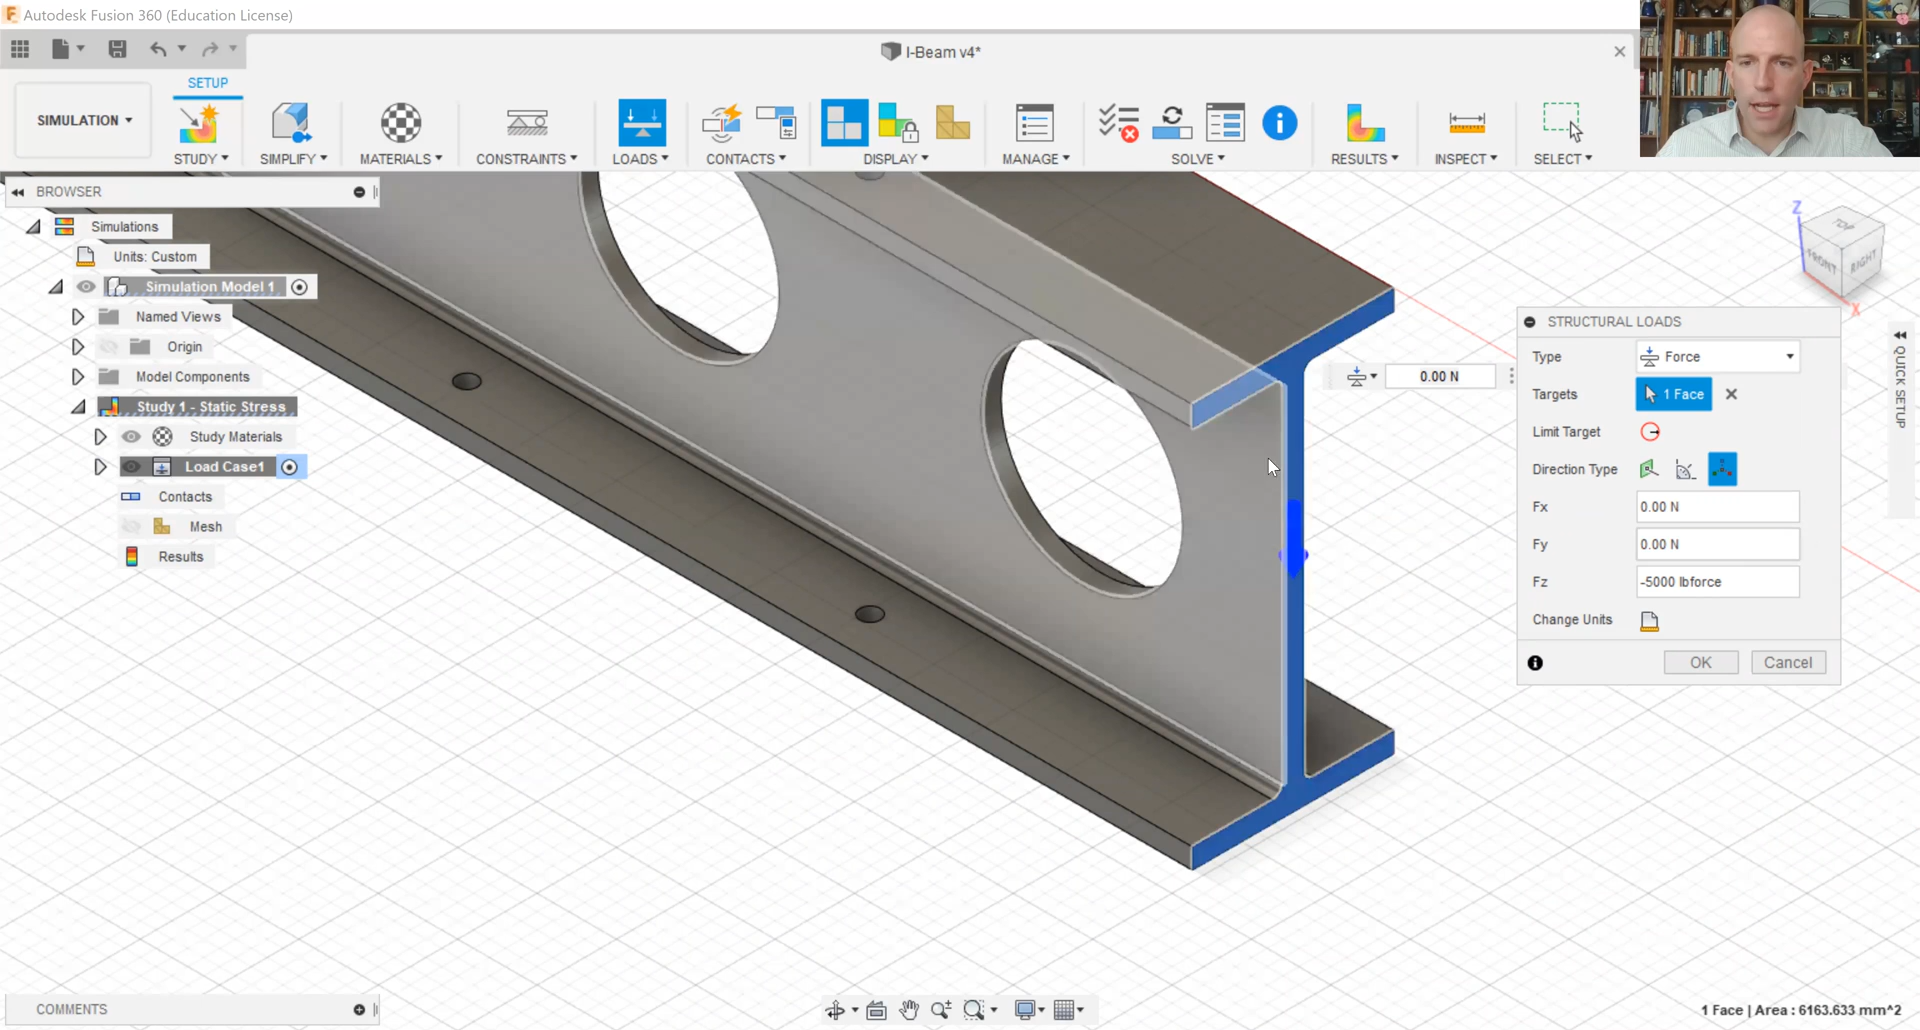 Autodesk Fusion 360 (Education License)
I-Beam v4*
SETUP
SIMULATION
STUDY
SIMPLIFY
MATERIALS
CONSTRAINTS
LOADS
CONTACTS
DISPLAY
MANAGE
SOLVE
RESULTS
INSPECT
SELECT
BROWSER
Simulations
Units: Custom
Simulation Model 1
Named Views
Origin
Model Components
Study 1 - Static Stress
Study Materials
Load Case1
Contacts
Mesh
Results
Z
TOP
FRONT
RIGHT
X
0.00 N
STRUCTURAL LOADS
Type Force
Targets 1 Face
Limit Target
Direction Type
Fx 0.00 N
Fy 0.00 N
Fz -5000 lbforce
Change Units
OK Cancel
QUICK SETUP
COMMENTS
1 Face | Area : 6163.633 mm^2